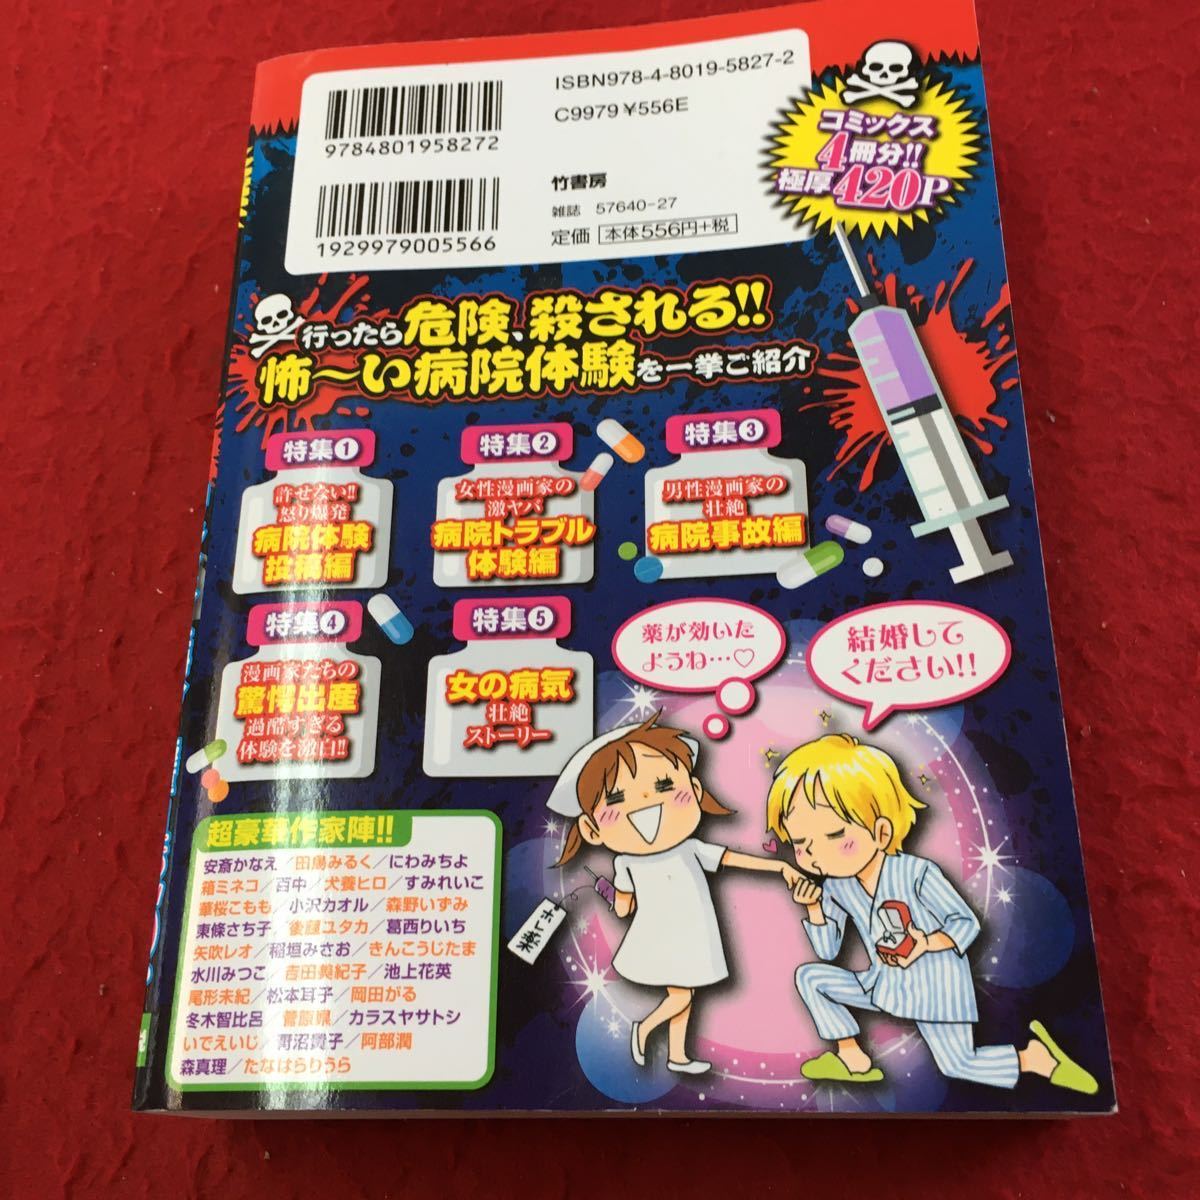 ISBN978-4-8019-5827-2
C9979 ¥556E
9784801958272
1929979005566
竹書房
雑誌 57640-27
定価 本体556円+税
コミックス
4冊分!!
極厚420P
行ったら危険、殺される!!
怖〜い病院体験を一挙ご紹介
特集❶
許せない!!
怒り爆発
病院体験
投稿編
特集❷
女性漫画家の
激ヤバ
病院トラブル
体験編
特集❸
男性漫画家の
壮絶
病院事故編
特集❹
漫画家たちの
驚愕出産
過酷すぎる
体験を激白!!
特集❺
女の病気
壮絶
ストーリー
薬が効いた
ようね…♡
結婚して
ください!!
ホレ薬
超豪華作家陣!!
安斎かなえ/田島みるく/にわみちよ
箱ミネコ/百中/犬養ヒロ/すみれいこ
華桜こもも/小沢カオル/森野いずみ
東條さち子/後藤ユタカ/葛西りいち
矢吹レオ/稲垣みさお/きんこうじたま
水川みつこ/吉田美紀子/池上花英
尾形未紀/松本耳子/岡田がる
冬木智比呂/菅原県/カラスヤサトシ
いでえいじ/河沼貴子/阿部潤
森真理/たなはらりうら